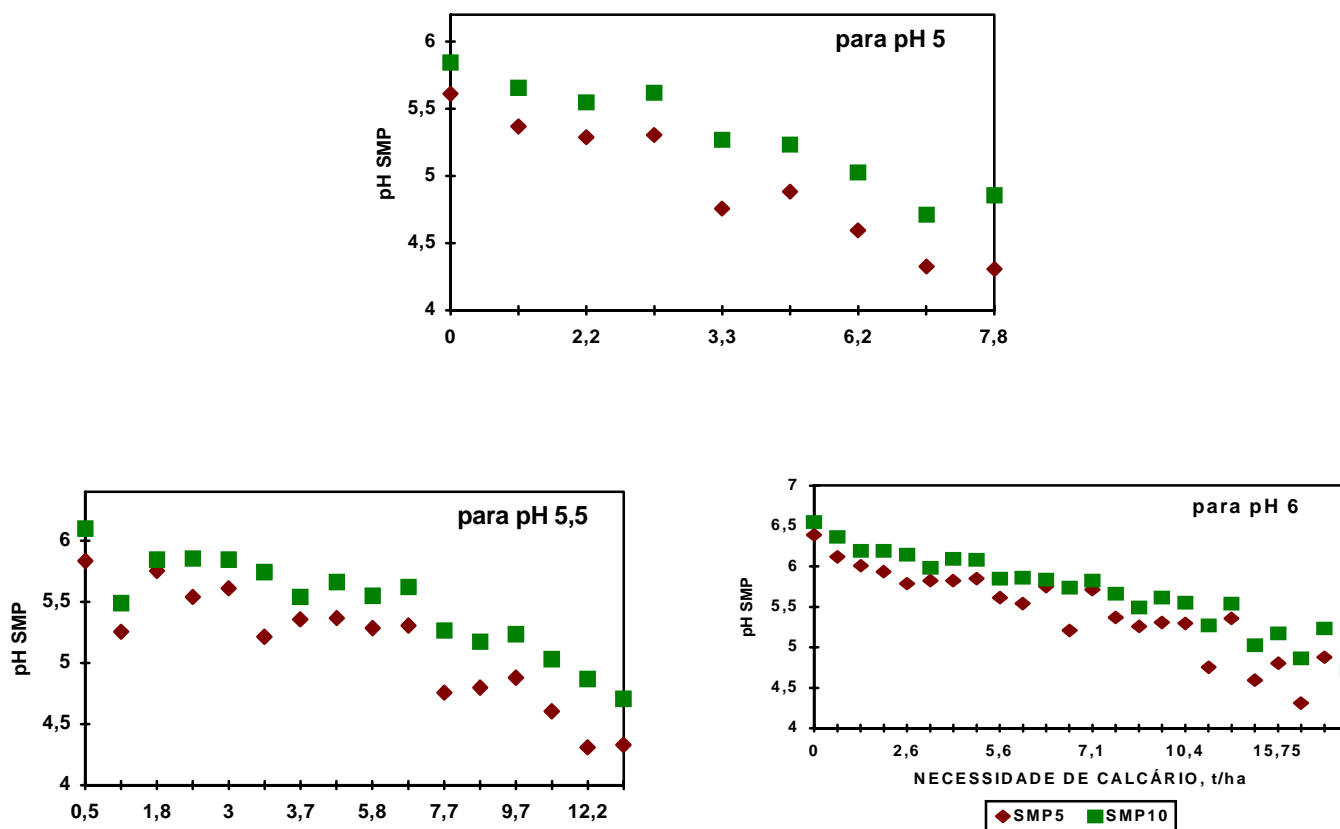 para pH 5
6
5,5
5
4,5
4
pH SMP
0 2,2 3,3 6,2 7,8
para pH 5,5
6
5,5
5
4,5
4
pH SMP
0,5 1,8 3 3,7 5,8 7,7 9,7 12,2
para pH 6
7
6,5
6
5,5
5
4,5
4
pH SMP
0 2,6 5,6 7,1 10,4 15,75
NECESSIDADE DE CALCÁRIO, t/ha
SMP5 SMP10